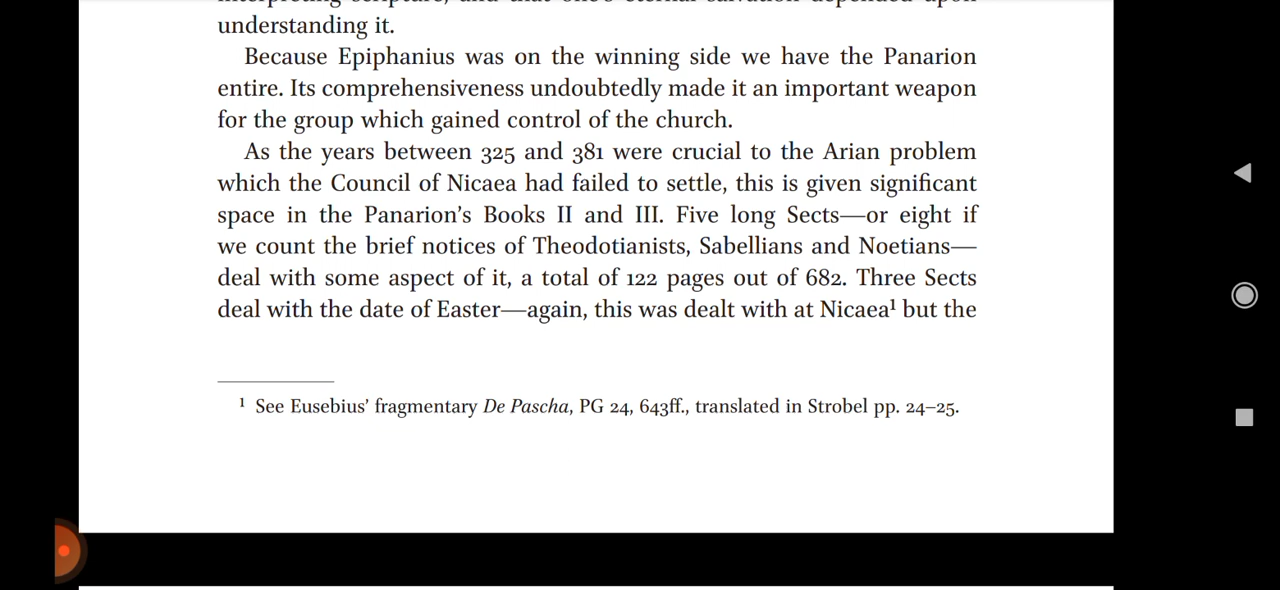 understanding it.
Because Epiphanius was on the winning side we have the Panarion
entire. Its comprehensiveness undoubtedly made it an important weapon
for the group which gained control of the church.
As the years between 325 and 381 were crucial to the Arian problem
which the Council of Nicaea had failed to settle, this is given significant
space in the Panarion’s Books II and III. Five long Sects—or eight if
we count the brief notices of Theodotianists, Sabellians and Noetians—
deal with some aspect of it, a total of 122 pages out of 682. Three Sects
deal with the date of Easter—again, this was dealt with at Nicaea¹ but the
¹ See Eusebius’ fragmentary De Pascha, PG 24, 643ff., translated in Strobel pp. 24–25.